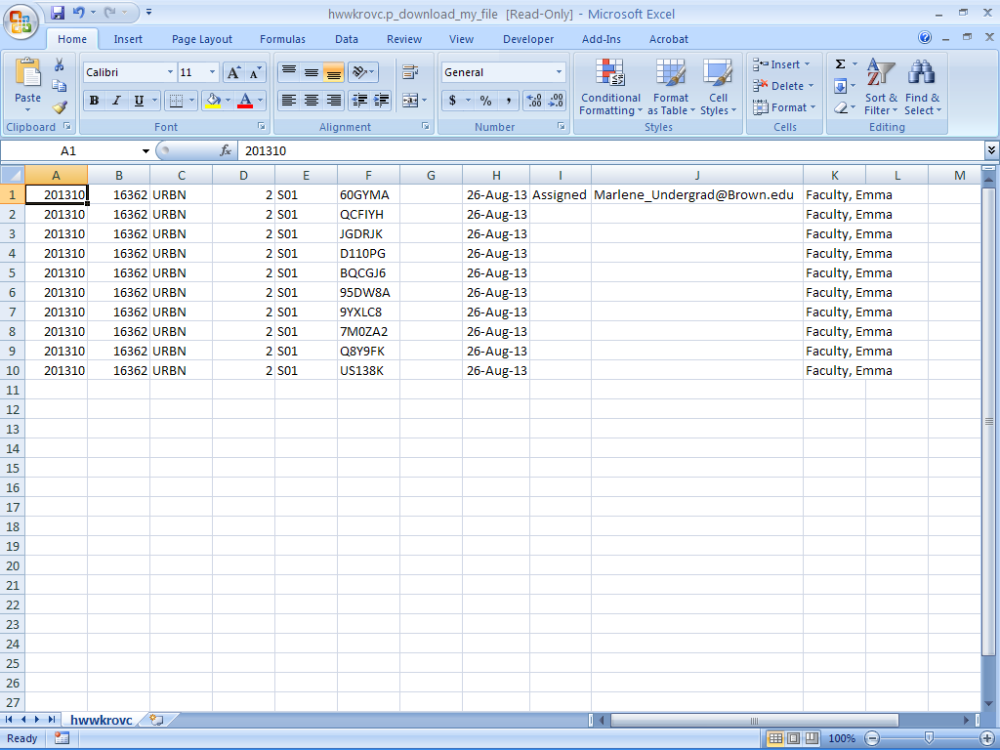 hwwkrovc.p_download_my_file [Read-Only] - Microsoft Excel
Home Insert Page Layout Formulas Data Review View Developer Add-Ins Acrobat
Paste
Clipboard
Calibri 11 A A
B I U A
Font
Alignment
General
$ % , .00 .00
Number
Conditional Formatting
Format as Table
Cell Styles
Styles
Insert
Delete
Format
Cells
Σ
Sort & Filter
Find & Select
Editing
A1 fx 201310
A B C D E F G H I J K L M
1 201310 16362 URBN 2 S01 60GYMA 26-Aug-13 Assigned Marlene_Undergrad@Brown.edu Faculty, Emma
2 201310 16362 URBN 2 S01 QCFIYH 26-Aug-13 Faculty, Emma
3 201310 16362 URBN 2 S01 JGDRJK 26-Aug-13 Faculty, Emma
4 201310 16362 URBN 2 S01 D110PG 26-Aug-13 Faculty, Emma
5 201310 16362 URBN 2 S01 BQCGJ6 26-Aug-13 Faculty, Emma
6 201310 16362 URBN 2 S01 95DW8A 26-Aug-13 Faculty, Emma
7 201310 16362 URBN 2 S01 9YXLC8 26-Aug-13 Faculty, Emma
8 201310 16362 URBN 2 S01 7M0ZA2 26-Aug-13 Faculty, Emma
9 201310 16362 URBN 2 S01 Q8Y9FK 26-Aug-13 Faculty, Emma
10 201310 16362 URBN 2 S01 US138K 26-Aug-13 Faculty, Emma
11
12
13
14
15
16
17
18
19
20
21
22
23
24
25
26
27
hwwkrovc
Ready 100%